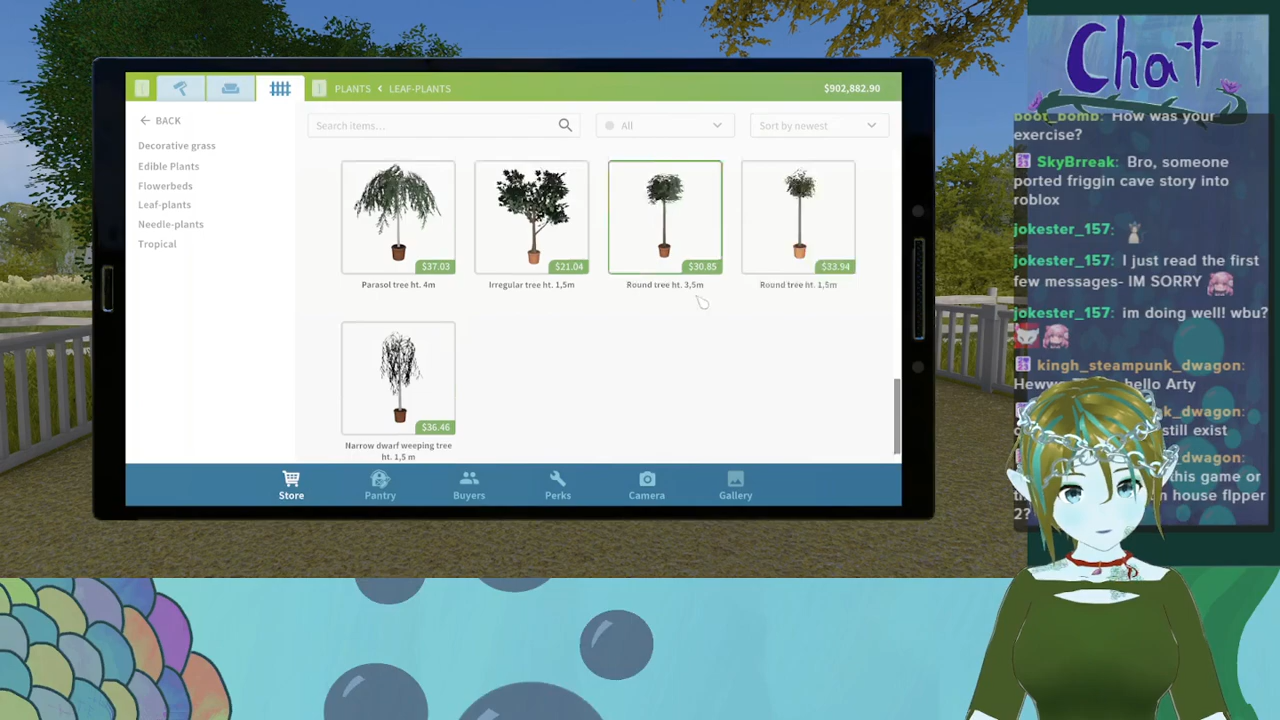 PLANTS < LEAF-PLANTS
$902,882.90
BACK
Decorative grass
Edible Plants
Flowerbeds
Leaf-plants
Needle-plants
Tropical
Search items...
All
Sort by newest
$37.03
$21.04
$30.85
$33.94
Parasol tree ht. 4m
Irregular tree ht. 1,5m
Round tree ht. 3,5m
Round tree ht. 1,5m
$36.46
Narrow dwarf weeping tree
ht. 1,5 m
Store
Pantry
Buyers
Perks
Camera
Gallery
Chat
boot_bomb: How was your
exercise?
SkyBrreak: Bro, someone
ported friggin cave story into
roblox
jokester_157:
jokester_157: I just read the first
few messages- IM SORRY
jokester_157: im doing well! wbu?
kingh_steampunk_dwagon:
hello Arty
dwagon:
still exist
dwagon:
this game or
house flpper
2?